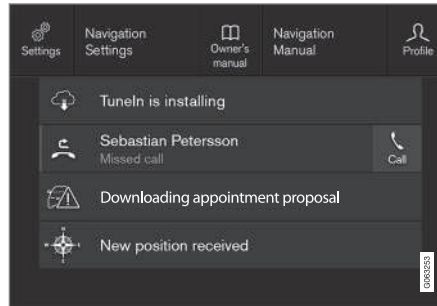 Settings
Navigation
Settings
Owner's
manual
Navigation
Manual
Profile
TuneIn is installing
Sebastian Petersson
Missed call
Call
Downloading appointment proposal
New position received
G063253